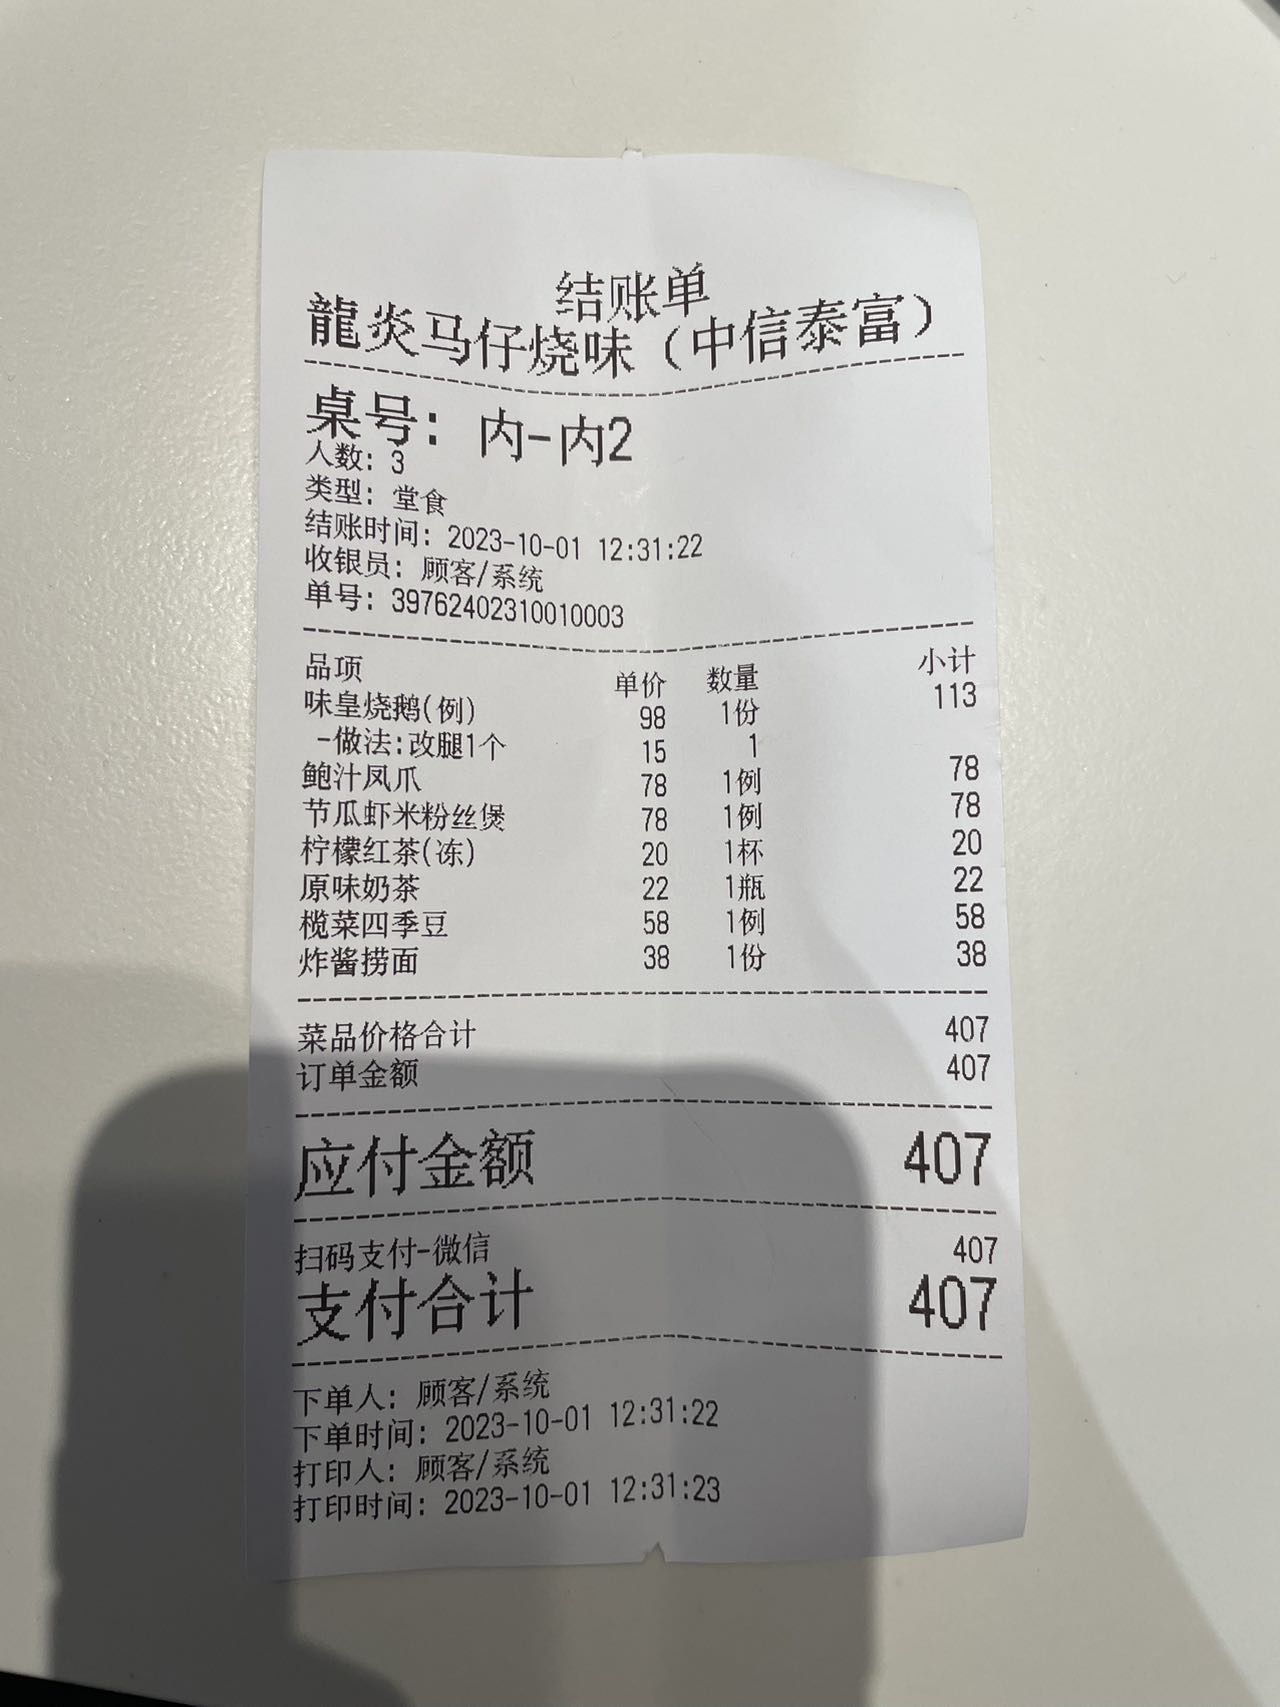 结账单
龍炎马仔烧味（中信泰富）
桌号: 内-内2
人数: 3
类型: 堂食
结账时间: 2023-10-01 12:31:22
收银员: 顾客/系统
单号: 39762402310010003
品项 单价 数量 小计
味皇烧鹅(例) 98 1份 113
-做法:改腿1个 15 1
鲍汁凤爪 78 1例 78
节瓜虾米粉丝煲 78 1例 78
柠檬红茶(冻) 20 1杯 20
原味奶茶 22 1瓶 22
榄菜四季豆 58 1例 58
炸酱捞面 38 1份 38
菜品价格合计 407
订单金额 407
应付金额 407
扫码支付-微信 407
支付合计 407
下单人: 顾客/系统
下单时间: 2023-10-01 12:31:22
打印人: 顾客/系统
打印时间: 2023-10-01 12:31:23